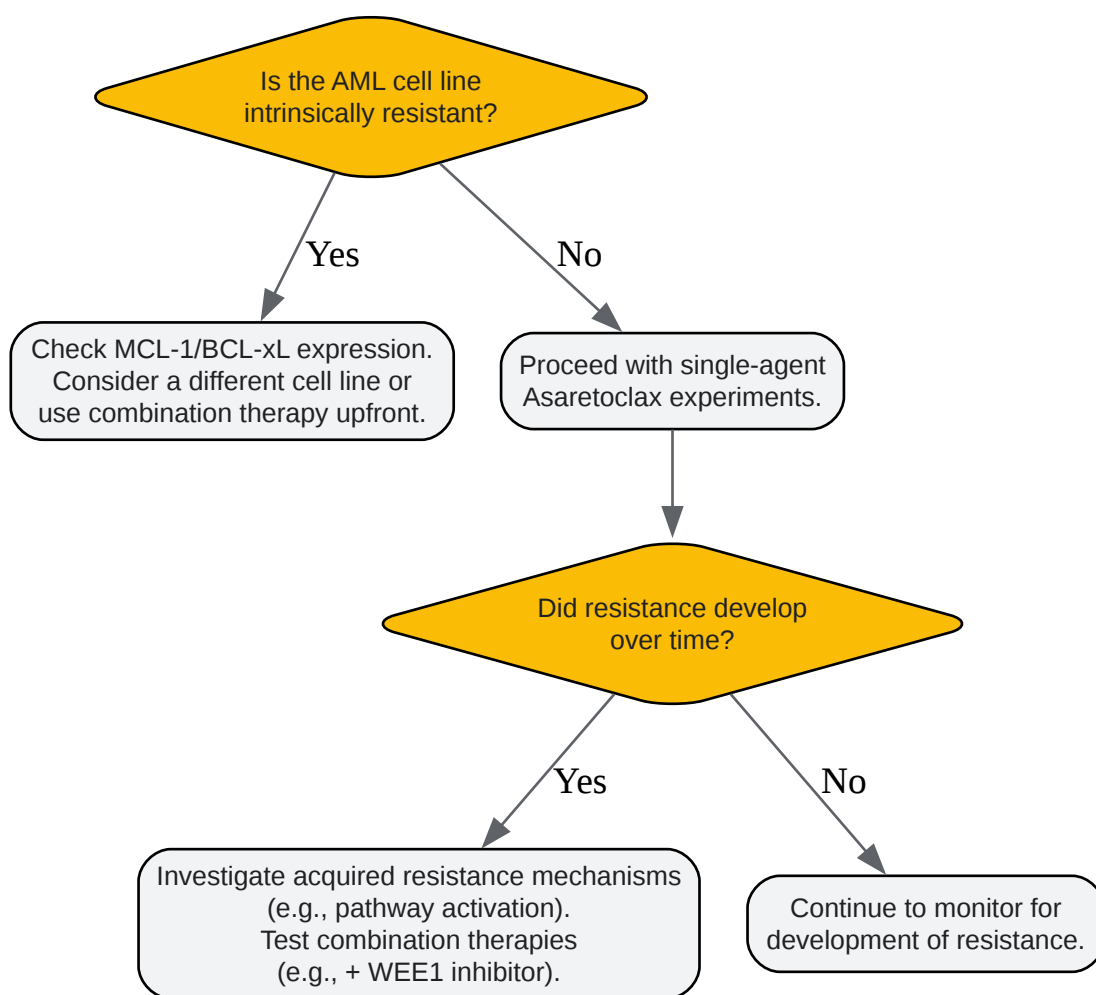 Is the AML cell line
intrinsically resistant?
Yes
No
Check MCL-1/BCL-xL expression.
Consider a different cell line or
use combination therapy upfront.
Proceed with single-agent
Asaretoclax experiments.
Did resistance develop
over time?
Yes
No
Investigate acquired resistance mechanisms
(e.g., pathway activation).
Test combination therapies
(e.g., + WEE1 inhibitor).
Continue to monitor for
development of resistance.